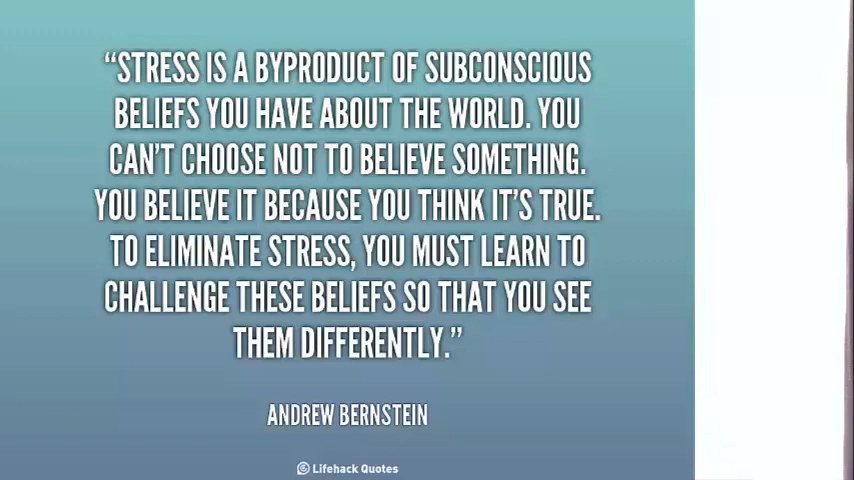 “STRESS IS A BYPRODUCT OF SUBCONSCIOUS
BELIEFS YOU HAVE ABOUT THE WORLD. YOU
CAN’T CHOOSE NOT TO BELIEVE SOMETHING.
YOU BELIEVE IT BECAUSE YOU THINK IT’S TRUE.
TO ELIMINATE STRESS, YOU MUST LEARN TO
CHALLENGE THESE BELIEFS SO THAT YOU SEE
THEM DIFFERENTLY.”
ANDREW BERNSTEIN
Lifehack Quotes